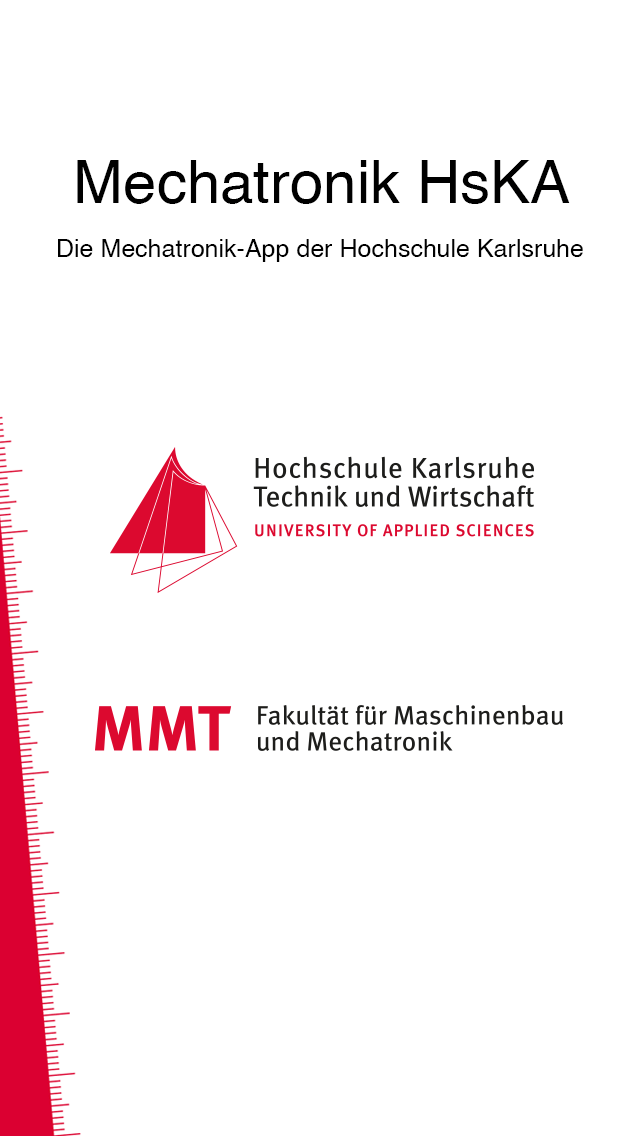 Mechatronik HsKA
Die Mechatronik-App der Hochschule Karlsruhe
Hochschule Karlsruhe
Technik und Wirtschaft
UNIVERSITY OF APPLIED SCIENCES
MMT
Fakultät für Maschinenbau
und Mechatronik